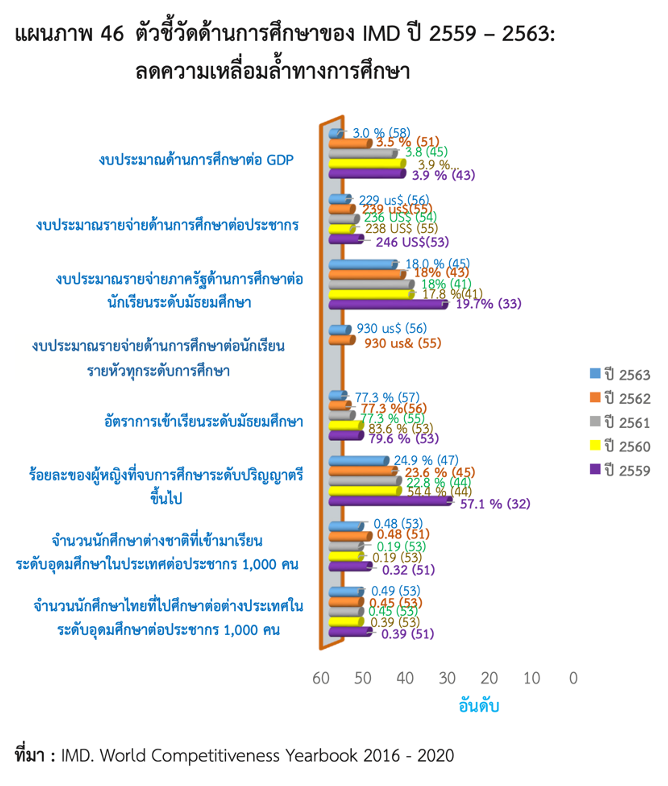 แผนภาพ 46 ตัวชี้วัดด้านการศึกษาของ IMD ปี 2559 – 2563:
ลดความเหลื่อมล้ำทางการศึกษา
งบประมาณด้านการศึกษาต่อ GDP
3.0 % (58)
3.5 % (51)
3.8 (45)
3.9 %...
3.9 % (43)
งบประมาณรายจ่ายด้านการศึกษาต่อประชากร
229 us$ (56)
239 us$(55)
236 US$ (54)
238 US$ (55)
246 US$(53)
งบประมาณรายจ่ายภาครัฐด้านการศึกษาต่อ
นักเรียนระดับมัธยมศึกษา
18.0 % (45)
18% (43)
18% (41)
17.8 %(41)
19.7% (33)
งบประมาณรายจ่ายด้านการศึกษาต่อนักเรียน
รายหัวทุกระดับการศึกษา
930 us$ (56)
930 us& (55)
อัตราการเข้าเรียนระดับมัธยมศึกษา
77.3 % (57)
77.3 %(56)
77.3 % (55)
83.6 % (53)
79.6 % (53)
ร้อยละของผู้หญิงที่จบการศึกษาระดับปริญญาตรี
ขึ้นไป
24.9 % (47)
23.6 % (45)
22.8 % (44)
54.4 % (44)
57.1 % (32)
จำนวนนักศึกษาต่างชาติที่เข้ามาเรียน
ระดับอุดมศึกษาในประเทศต่อประชากร 1,000 คน
0.48 (53)
0.48 (51)
0.19 (53)
0.19 (53)
0.32 (51)
จำนวนนักศึกษาไทยที่ไปศึกษาต่อต่างประเทศใน
ระดับอุดมศึกษาต่อประชากร 1,000 คน
0.49 (53)
0.45 (53)
0.45 (53)
0.39 (53)
0.39 (51)
ปี 2563
ปี 2562
ปี 2561
ปี 2560
ปี 2559
60 50 40 30 20 10 0
อันดับ
ที่มา : IMD. World Competitiveness Yearbook 2016 - 2020